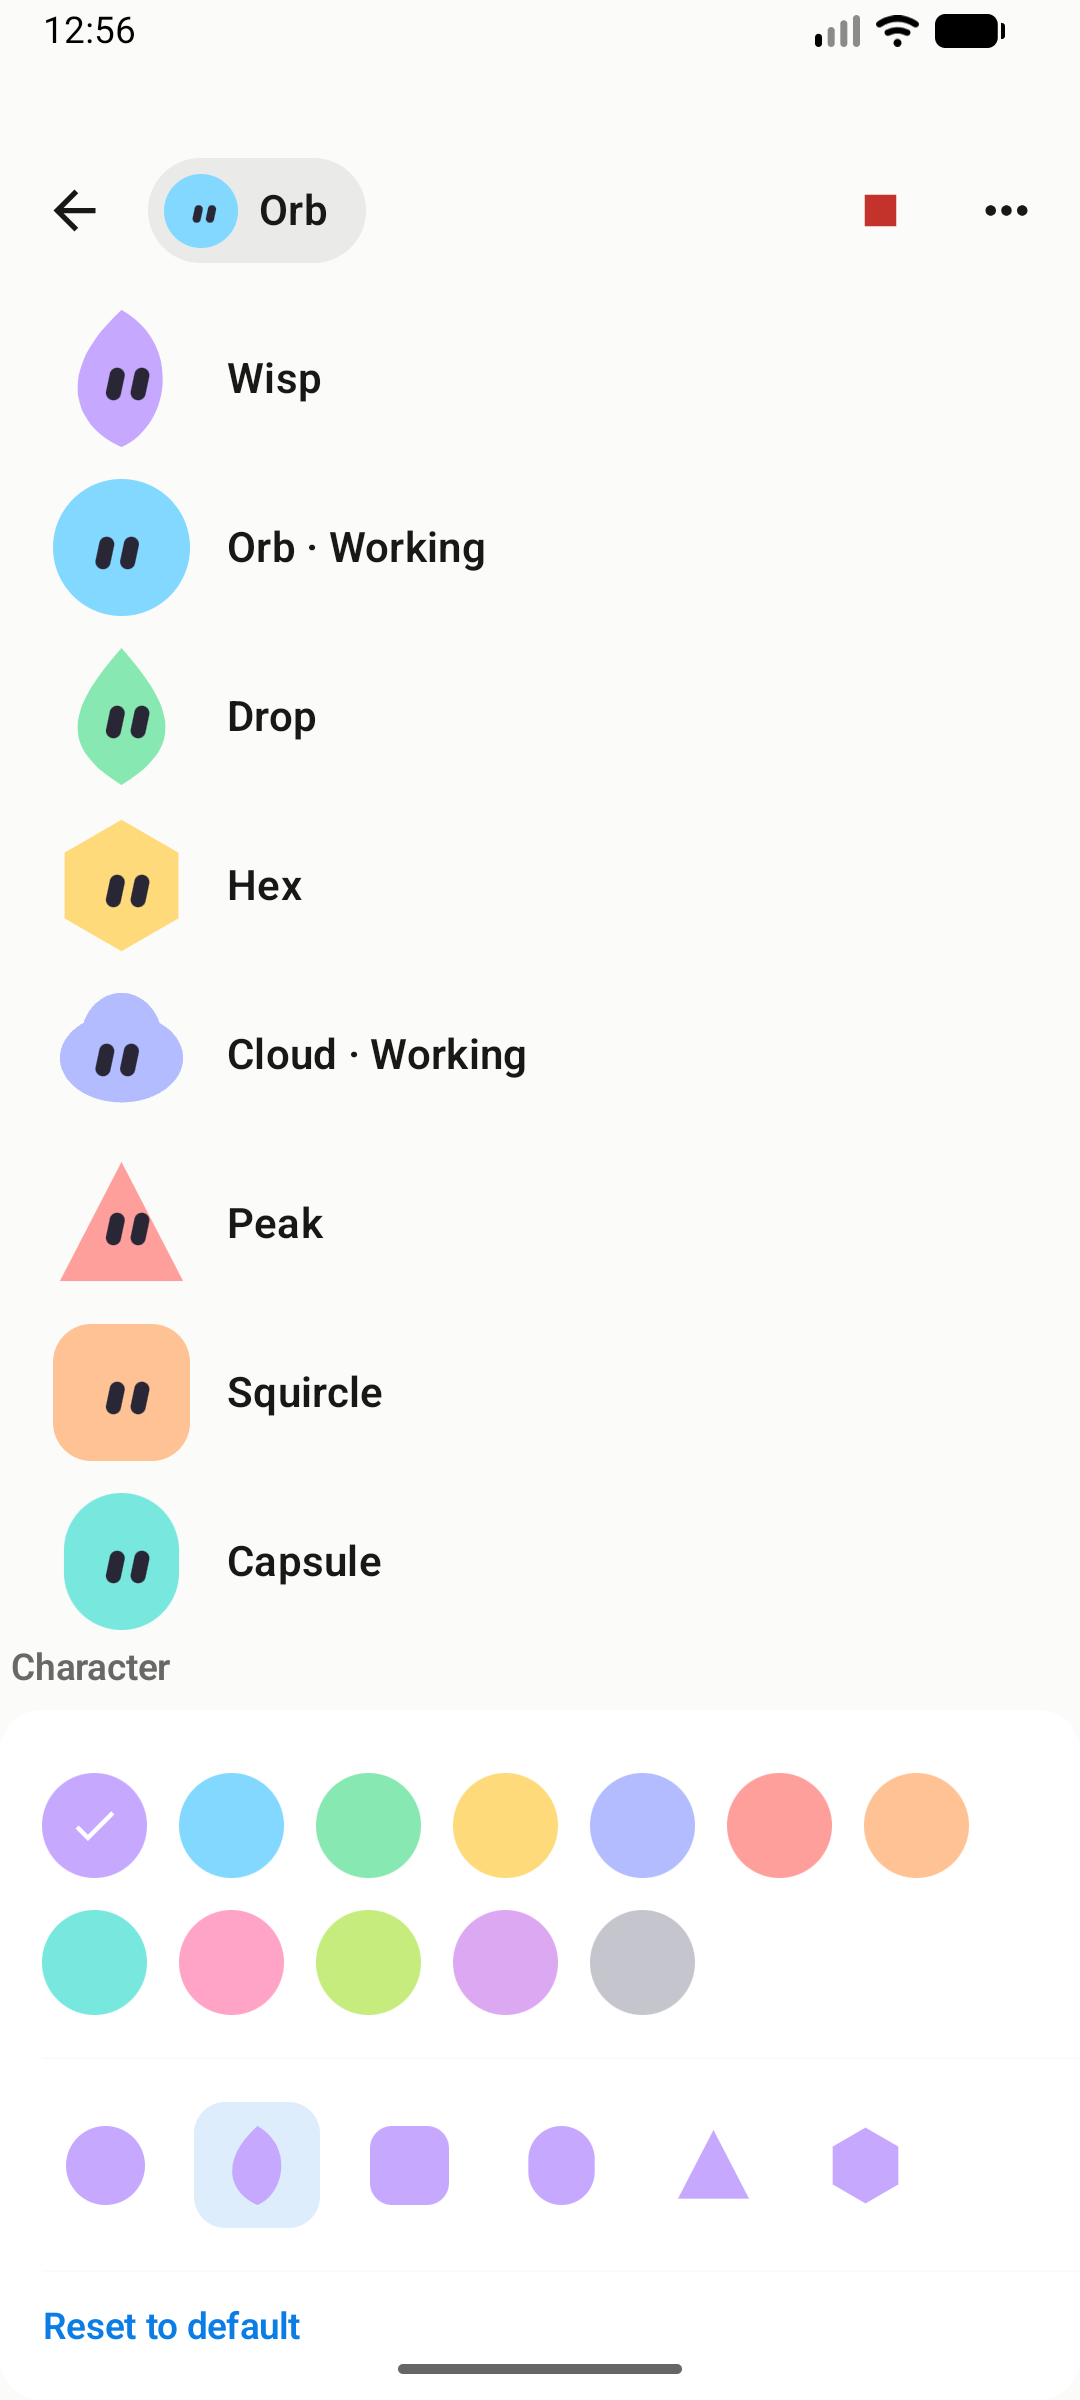 12:56
Orb
Wisp
Orb · Working
Drop
Hex
Cloud · Working
Peak
Squircle
Capsule
Character
Reset to default